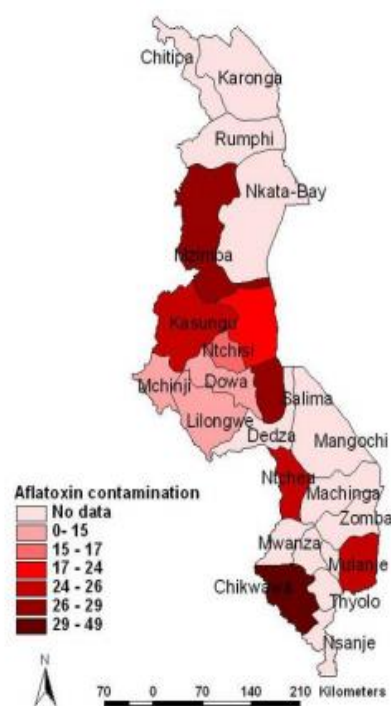 Chitipa
Karonga
Rumphi
Nkata-Bay
Mzimba
Kasungu
Ntchisi
Mchinji
Dowa
Salima
Lilongwe
Dedza
Mangochi
Ntcheu
Machinga
Zomba
Mwanza
Mulanje
Chikwawa
Thyolo
Nsanje
Aflatoxin contamination
No data
0- 15
15 - 17
17 - 24
24 - 26
26 - 29
29 - 49
N
70 0 70 140 210 Kilometers